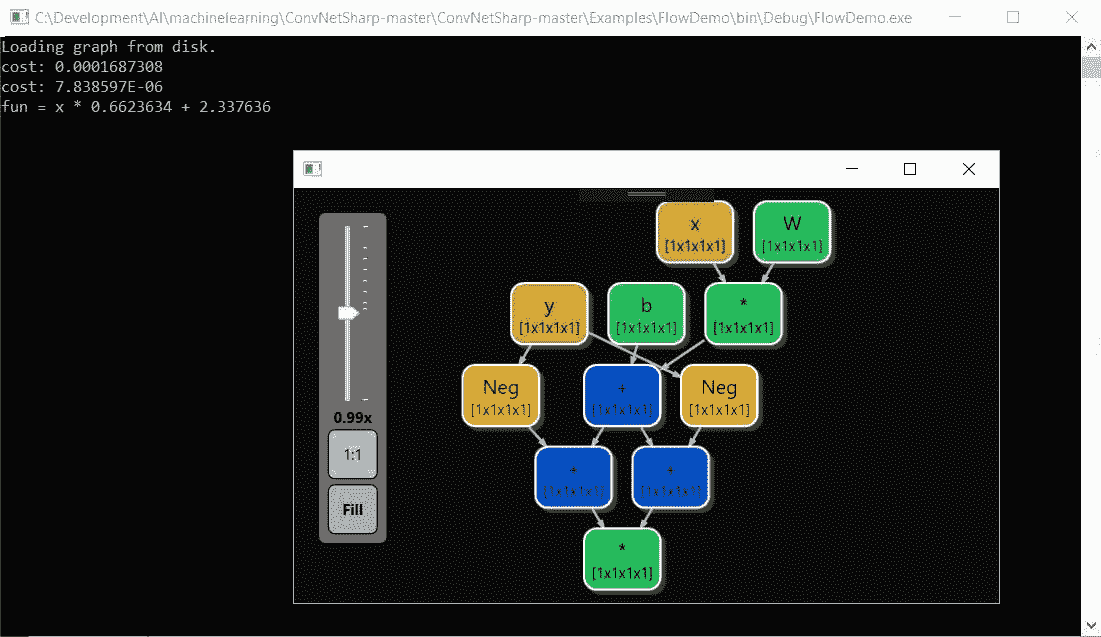 C:\Development\AI\machinelearning\ConvNetSharp-master\ConvNetSharp-master\Examples\FlowDemo\bin\Debug\FlowDemo.exe
Loading graph from disk.
cost: 0.0001687308
cost: 7.838597E-06
fun = x * 0.6623634 + 2.337636
x
[1x1x1x1]
W
[1x1x1x1]
y
[1x1x1x1]
b
[1x1x1x1]
*
[1x1x1x1]
Neg
[1x1x1x1]
+
[1x1x1x1]
Neg
[1x1x1x1]
0.99x
1:1
+
[1x1x1x1]
+
[1x1x1x1]
Fill
*
[1x1x1x1]